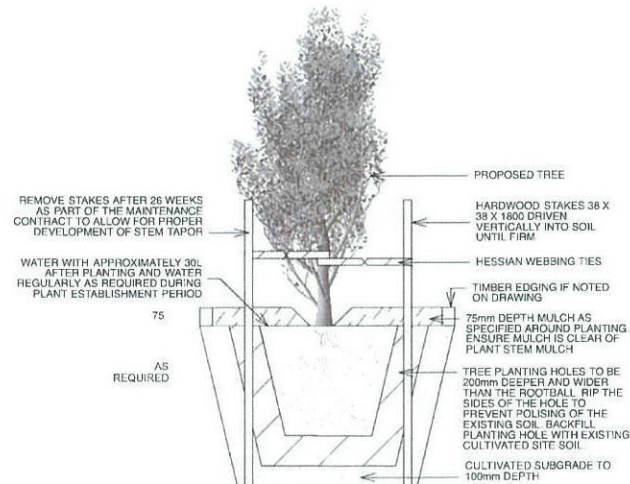 PROPOSED TREE
REMOVE STAKES AFTER 26 WEEKS
AS PART OF THE MAINTENANCE
CONTRACT TO ALLOW FOR PROPER
DEVELOPMENT OF STEM TAPOR
HARDWOOD STAKES 38 X
38 X 1800 DRIVEN
VERTICALLY INTO SOIL
UNTIL FIRM
WATER WITH APPROXIMATELY 30L
AFTER PLANTING AND WATER
REGULARLY AS REQUIRED DURING
PLANT ESTABLISHMENT PERIOD
HESSIAN WEBBING TIES
TIMBER EDGING IF NOTED
ON DRAWING
75
75mm DEPTH MULCH AS
SPECIFIED AROUND PLANTING.
ENSURE MULCH IS CLEAR OF
PLANT STEM MULCH
AS
REQUIRED
TREE PLANTING HOLES TO BE
200mm DEEPER AND WIDER
THAN THE ROOTBALL. RIP THE
SIDES OF THE HOLE TO
PREVENT POLISING OF THE
EXISTING SOIL. BACKFILL
PLANTING HOLE WITH EXISTING
CULTIVATED SITE SOIL.
CULTIVATED SUBGRADE TO
100mm DEPTH